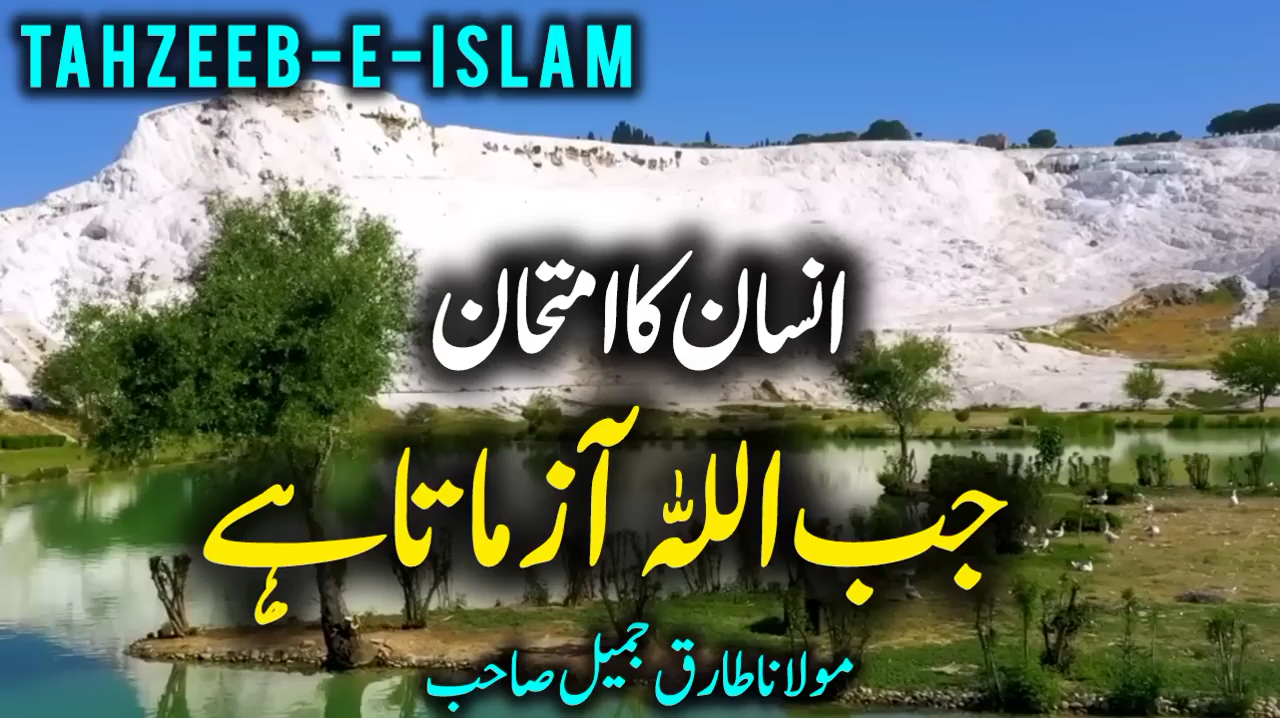 TAHZEEB-E-ISLAM
انسان کا امتحان
جب اللہ آزماتا ہے
مولانا طارق جمیل صاحب